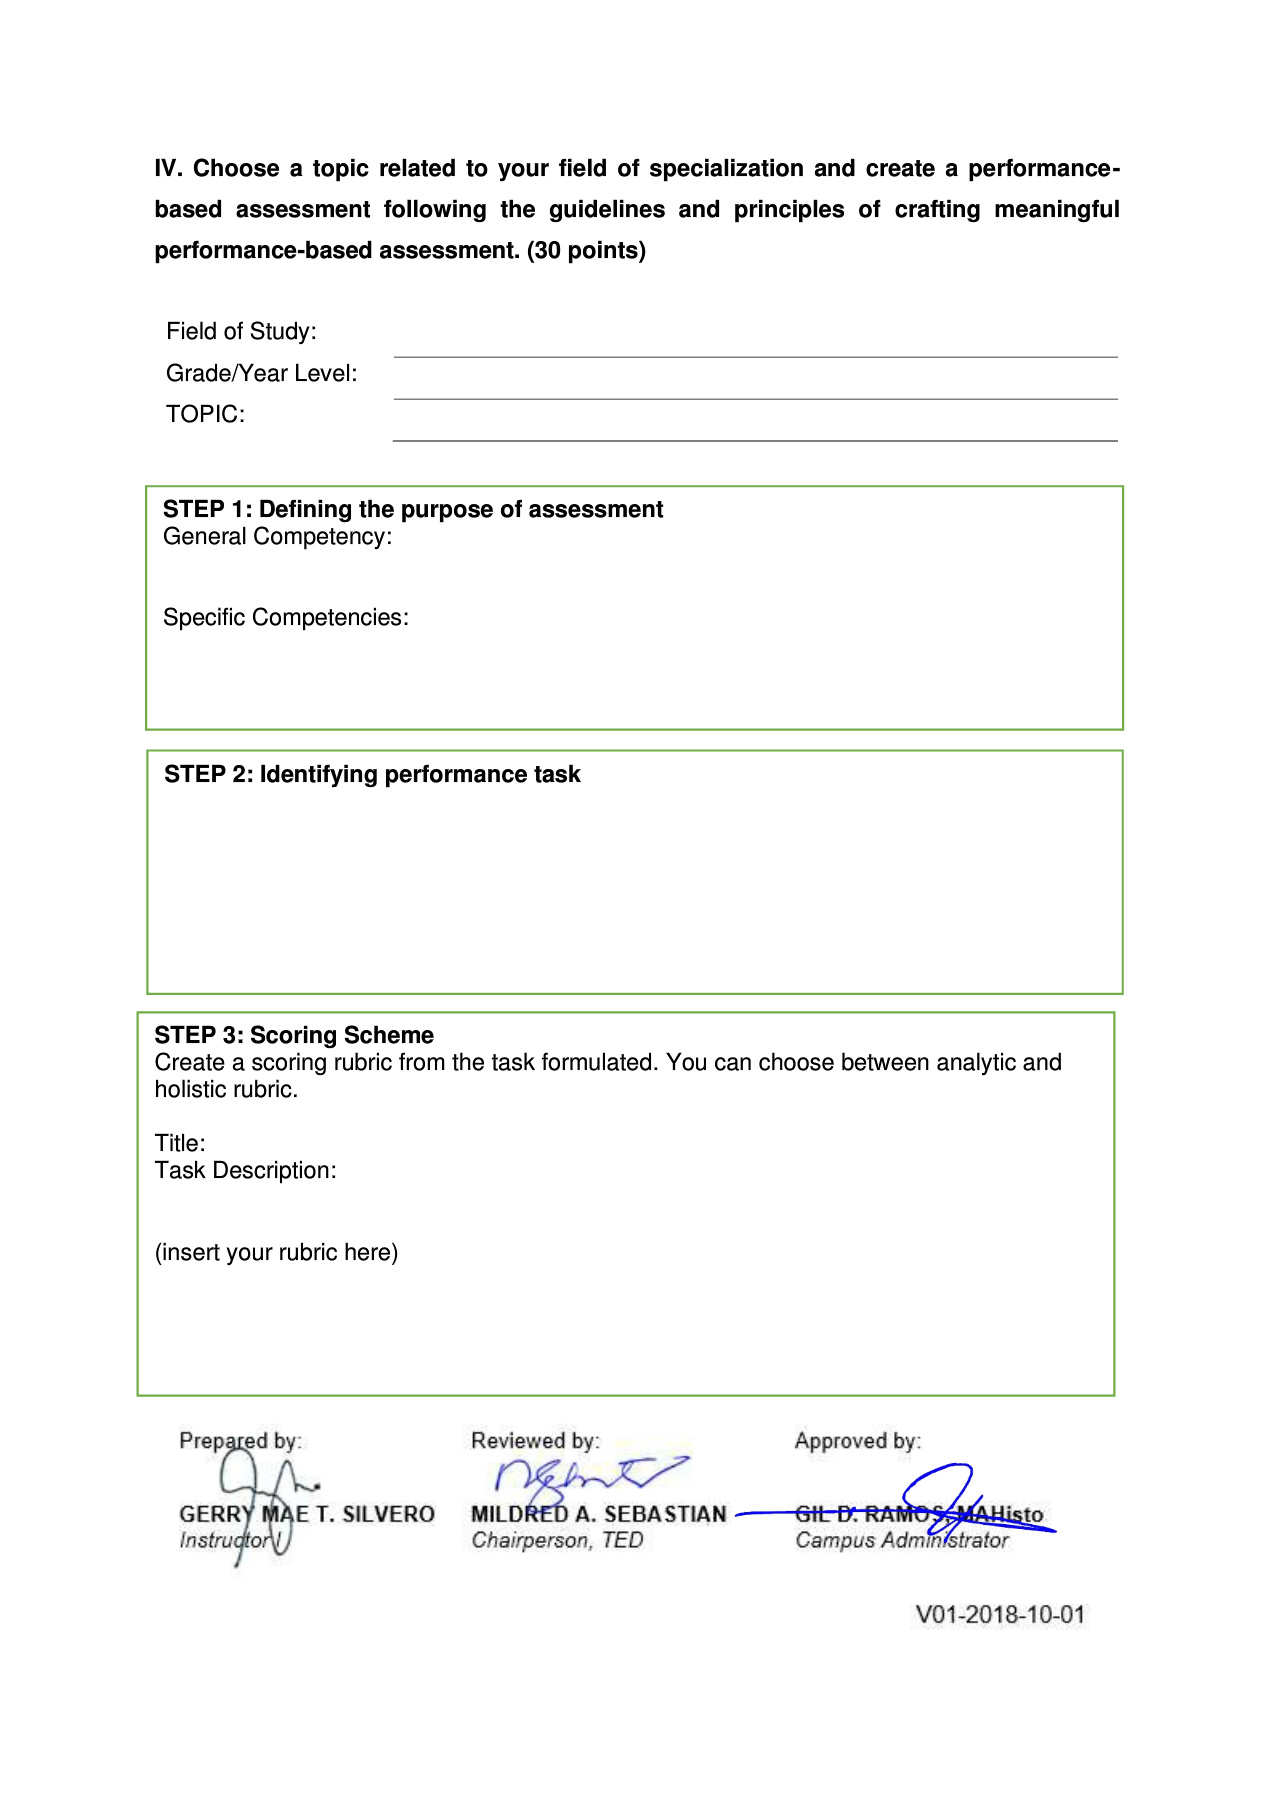 IV. Choose a topic related to your field of specialization and create a performance-
based assessment following the guidelines and principles of crafting meaningful
performance-based assessment. (30 points)
Field of Study:
Grade/Year Level:
TOPIC:
STEP 1: Defining the purpose of assessment
General Competency:
Specific Competencies:
STEP 2: Identifying performance task
STEP 3: Scoring Scheme
Create a scoring rubric from the task formulated. You can choose between analytic and
holistic rubric.
Title:
Task Description:
(insert your rubric here)
Prepared by: Reviewed by: Approved by:
GERRY MAE T. SILVERO MILDRED A. SEBASTIAN GIL D. RAMOS, MAHisto
Instructor I Chairperson, TED Campus Administrator
V01-2018-10-01